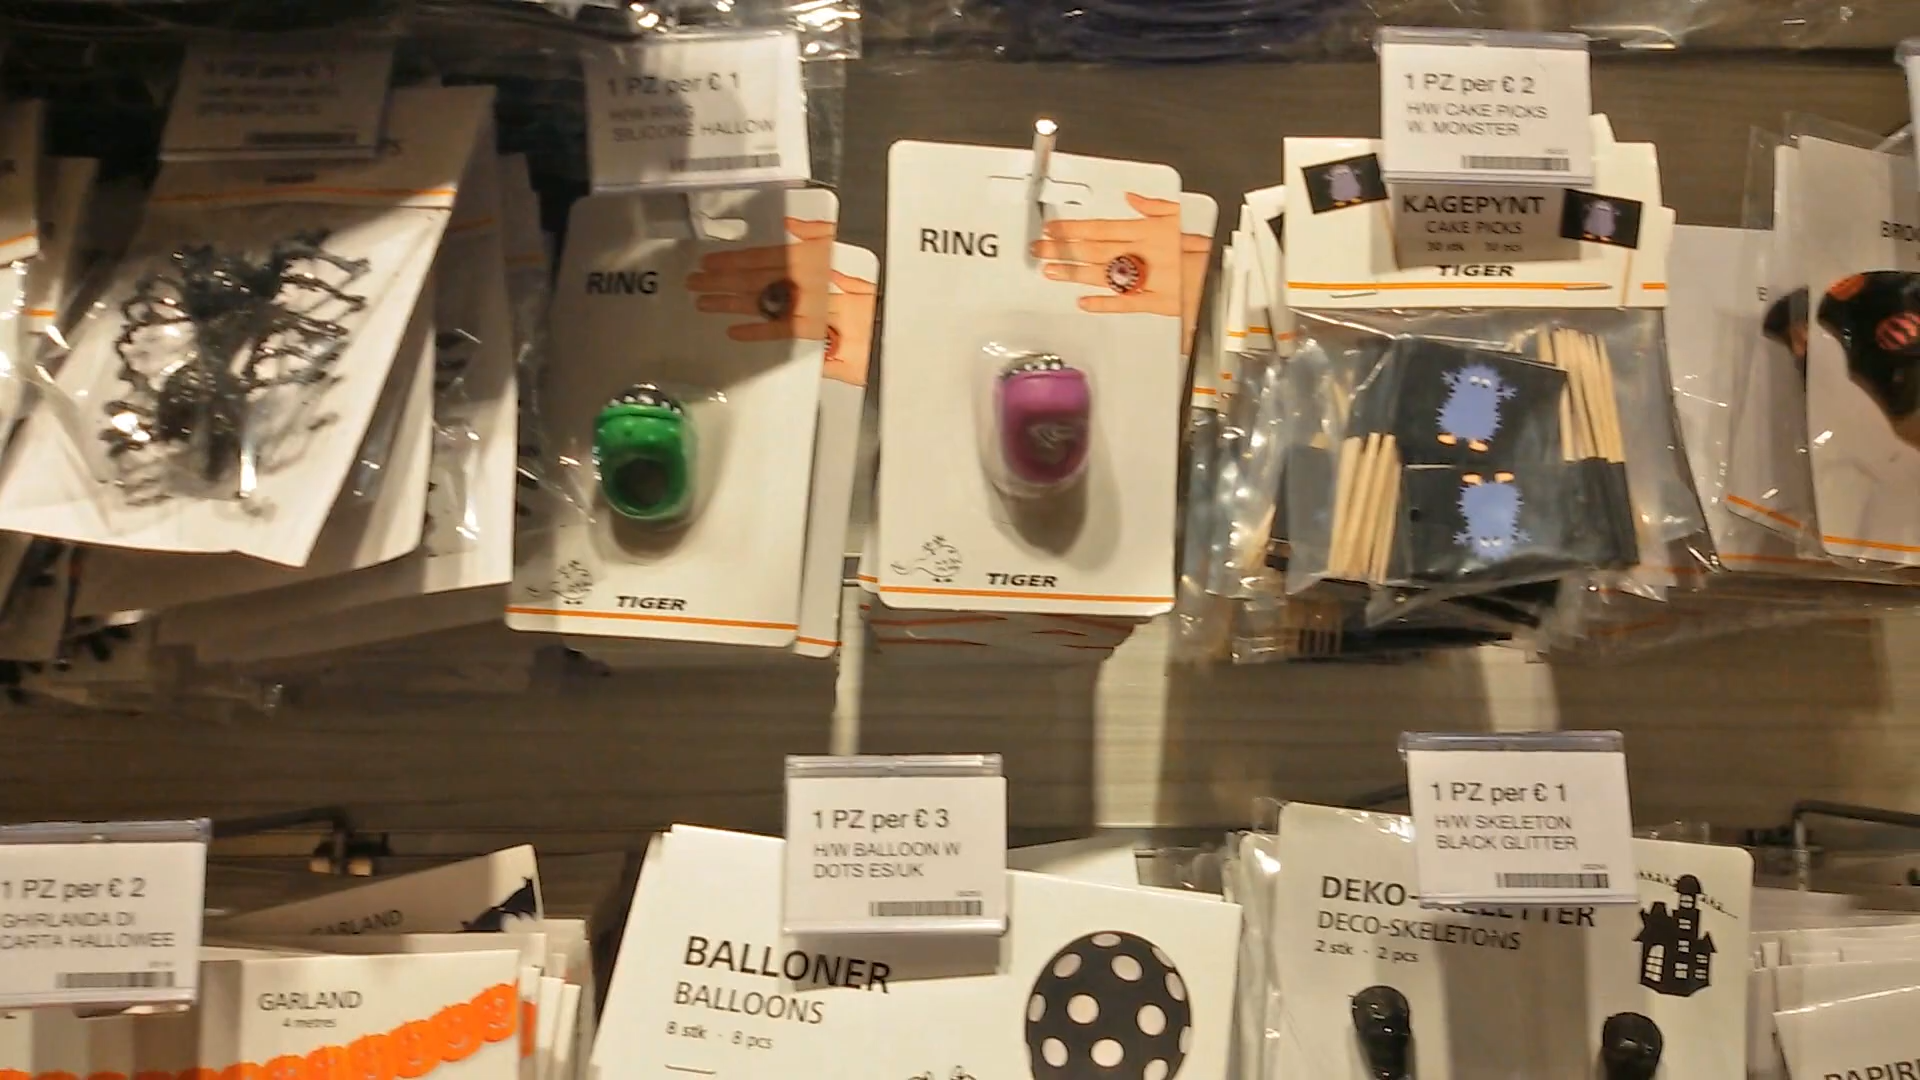 1 PZ per € 1
1 PZ per € 1
H/W RING
SILICONE HALLOW
1 PZ per € 2
H/W CAKE PICKS
W. MONSTER
RING
TIGER
RING
TIGER
KAGEPYNT
CAKE PICKS
TIGER
BRO
1 PZ per € 2
GHIRLANDA DI
CARTA HALLOWEE
GARLAND
GARLAND
4 metres
1 PZ per € 3
H/W BALLOON W
DOTS ES/UK
BALLONER
BALLOONS
8 stk - 8 pcs
1 PZ per € 1
H/W SKELETON
BLACK GLITTER
DEKO-SKELETTER
DECO-SKELETONS
2 stk - 2 pcs
PAPIR